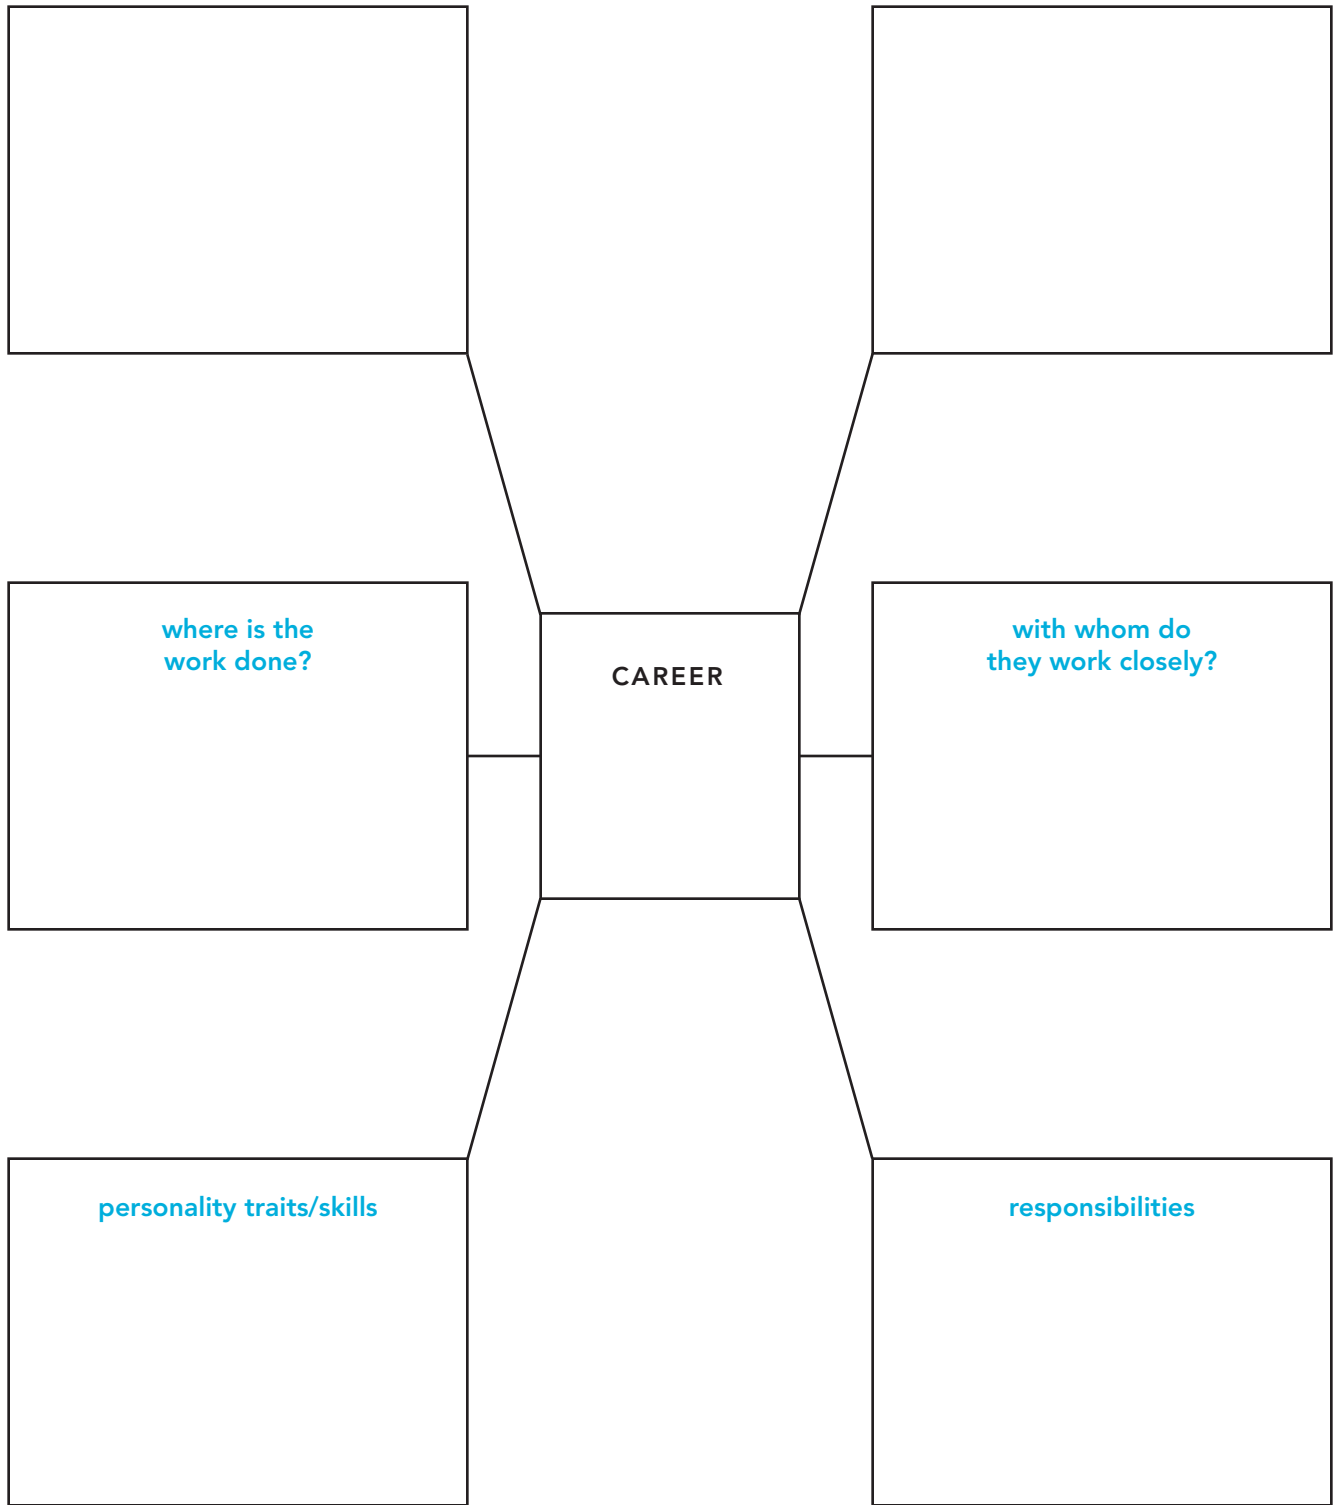 where is the
work done?
CAREER
with whom do
they work closely?
personality traits/skills
responsibilities